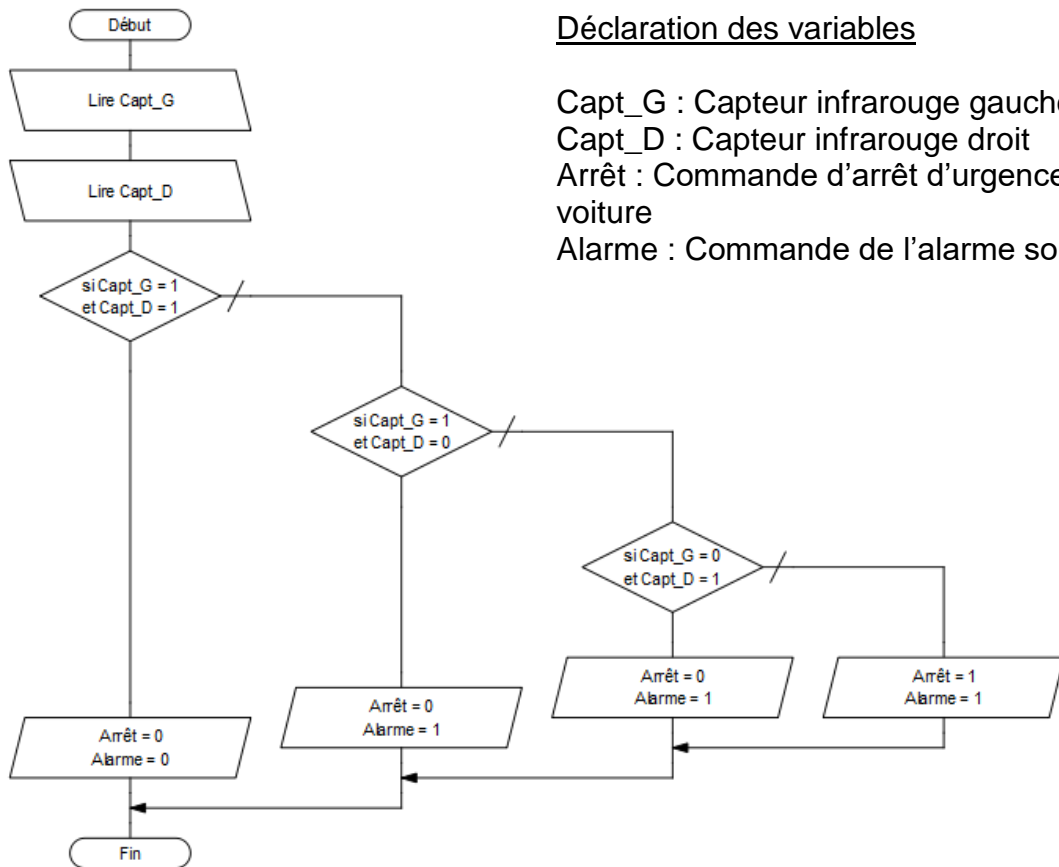 Début
Lire Capt_G
Lire Capt_D
si Capt_G = 1
et Capt_D = 1
si Capt_G = 1
et Capt_D = 0
si Capt_G = 0
et Capt_D = 1
Arrêt = 0
Alarme = 0
Arrêt = 0
Alarme = 1
Arrêt = 0
Alarme = 1
Arrêt = 1
Alarme = 1
Fin
Déclaration des variables
Capt_G : Capteur infrarouge
Capt_D : Capteur infrarouge droit
Arrêt : Commande d’arrêt d’urgence
voiture
Alarme : Commande de l’alarme